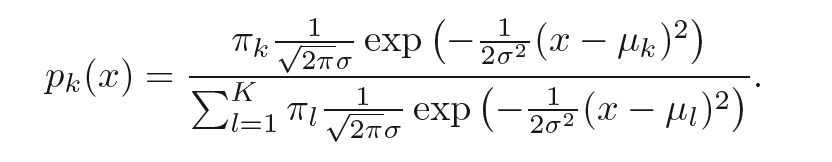 p_k(x) = \frac{\pi_k \frac{1}{\sqrt{2\pi}\sigma} \exp\left(-\frac{1}{2\sigma^2}(x - \mu_k)^2\right)}{\sum_{l=1}^{K} \pi_l \frac{1}{\sqrt{2\pi}\sigma} \exp\left(-\frac{1}{2\sigma^2}(x - \mu_l)^2\right)}.